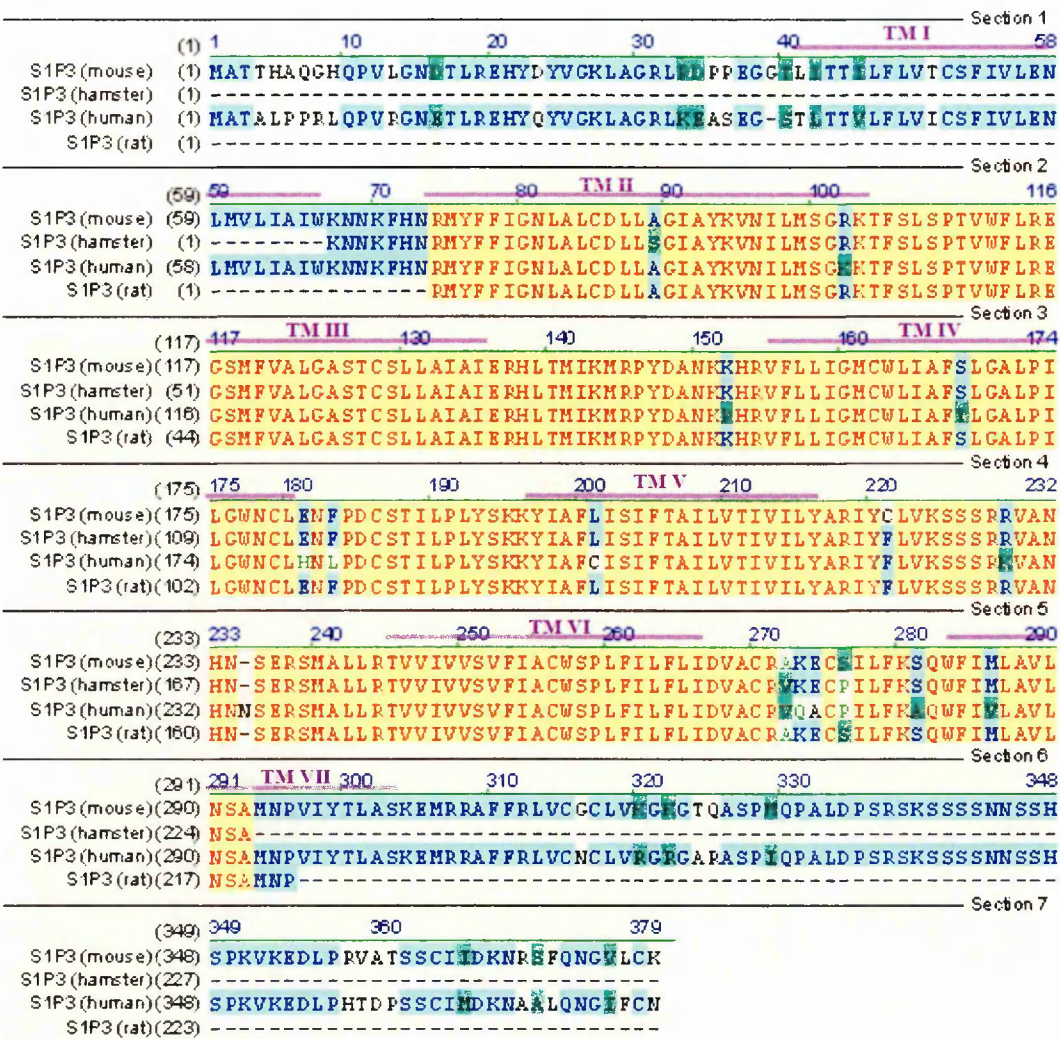 Section 1
TM I
(1) 1 10 20 30 40 58
S1P3 (mouse) (1) MATTHAQGHQPVLGNDTLREHYDYVGKLAGRLRDPPEGGTLITTILFLVTCSFIVLEN
S1P3 (hamster) (1) ----------------------------------------------------------
S1P3 (human) (1) MATALPPRLQPVRGNETLREHYQYVGKLAGRLKEASEG-STLTTVLFLVICSFIVLEN
S1P3 (rat) (1) ----------------------------------------------------------
Section 2
(59) 59 70 80 TM II 90 100 116
S1P3 (mouse) (59) LMVLIAIWKNNKFHNRMYFFIGNLALCDLLAGIAYKVNILMSGRKTFSLSPTVWFLRE
S1P3 (hamster) (1) --------KNNKFHNRMYFFIGNLALCDLLSGIAYKVNILMSGRKTFSLSPTVWFLRE
S1P3 (human) (58) LMVLIAIWKNNKFHNRMYFFIGNLALCDLLAGIAYKVNILMSGKKTFSLSPTVWFLRE
S1P3 (rat) (1) ---------------RMYFFIGNLALCDLLAGIAYKVNILMSGRKTFSLSPTVWFLRE
Section 3
(117) 117 TM III 130 140 150 160 TM IV 174
S1P3 (mouse) (117) GSMFVALGASTCSLLAIAIERHLTMIKMRPYDANKKHRVFLLIGMCWLIAFSLGALPI
S1P3 (hamster) (51) GSMFVALGASTCSLLAIAIERHLTMIKMRPYDANKKHRVFLLIGMCWLIAFSLGALPI
S1P3 (human) (116) GSMFVALGASTCSLLAIAIERHLTMIKMRPYDANKRHRVFLLIGMCWLIAFTLGALPI
S1P3 (rat) (44) GSMFVALGASTCSLLAIAIERHLTMIKMRPYDANKKHRVFLLIGMCWLIAFSLGALPI
Section 4
(175) 175 180 190 200 TM V 210 220 232
S1P3 (mouse) (175) LGWNCLENFPDCSTILPLYSKKYIAFLISIFTAILVTIVILYARIYCLVKSSSRRVAN
S1P3 (hamster) (109) LGWNCLENFPDCSTILPLYSKKYIAFLISIFTAILVTIVILYARIYFLVKSSSRRVAN
S1P3 (human) (174) LGWNCLHNLPDCSTILPLYSKKYIAFCISIFTAILVTIVILYARIYFLVKSSSRKVAN
S1P3 (rat) (102) LGWNCLENFPDCSTILPLYSKKYIAFLISIFTAILVTIVILYARIYFLVKSSSRRVAN
Section 5
(233) 233 240 250 TM VI 260 270 280 290
S1P3 (mouse) (233) HN-SERSMALLRTVVIVVSVFIACWSPLFILFLIDVACRAKECSILFKSQWFIMLAVL
S1P3 (hamster) (167) HN-SERSMALLRTVVIVVSVFIACWSPLFILFLIDVACRVKECPILFKSQWFIMLAVL
S1P3 (human) (232) HNNSERSMALLRTVVIVVSVFIACWSPLFILFLIDVACRVQACPILFKAQWFIVLAVL
S1P3 (rat) (160) HN-SERSMALLRTVVIVVSVFIACWSPLFILFLIDVACRAKECSILFKSQWFIMLAVL
Section 6
(291) 291 TM VII 300 310 320 330 348
S1P3 (mouse) (290) NSAMNPVIYTLASKEMRRAFFRLVCGCLVKGKGTQASPMQPALDPSRSKSSSSNNSSH
S1P3 (hamster) (224) NSA-------------------------------------------------------
S1P3 (human) (290) NSAMNPVIYTLASKEMRRAFFRLVCNCLVRGRGARASPIQPALDPSRSKSSSSNNSSH
S1P3 (rat) (217) NSAMNP----------------------------------------------------
Section 7
(349) 349 360 379
S1P3 (mouse) (348) SPKVKEDLPRVATSSCIIDKNRSFQNGVLCK
S1P3 (hamster) (227) -------------------------------
S1P3 (human) (348) SPKVKEDLPHTDPSSCIMDKNAALQNGIFCN
S1P3 (rat) (223) -------------------------------